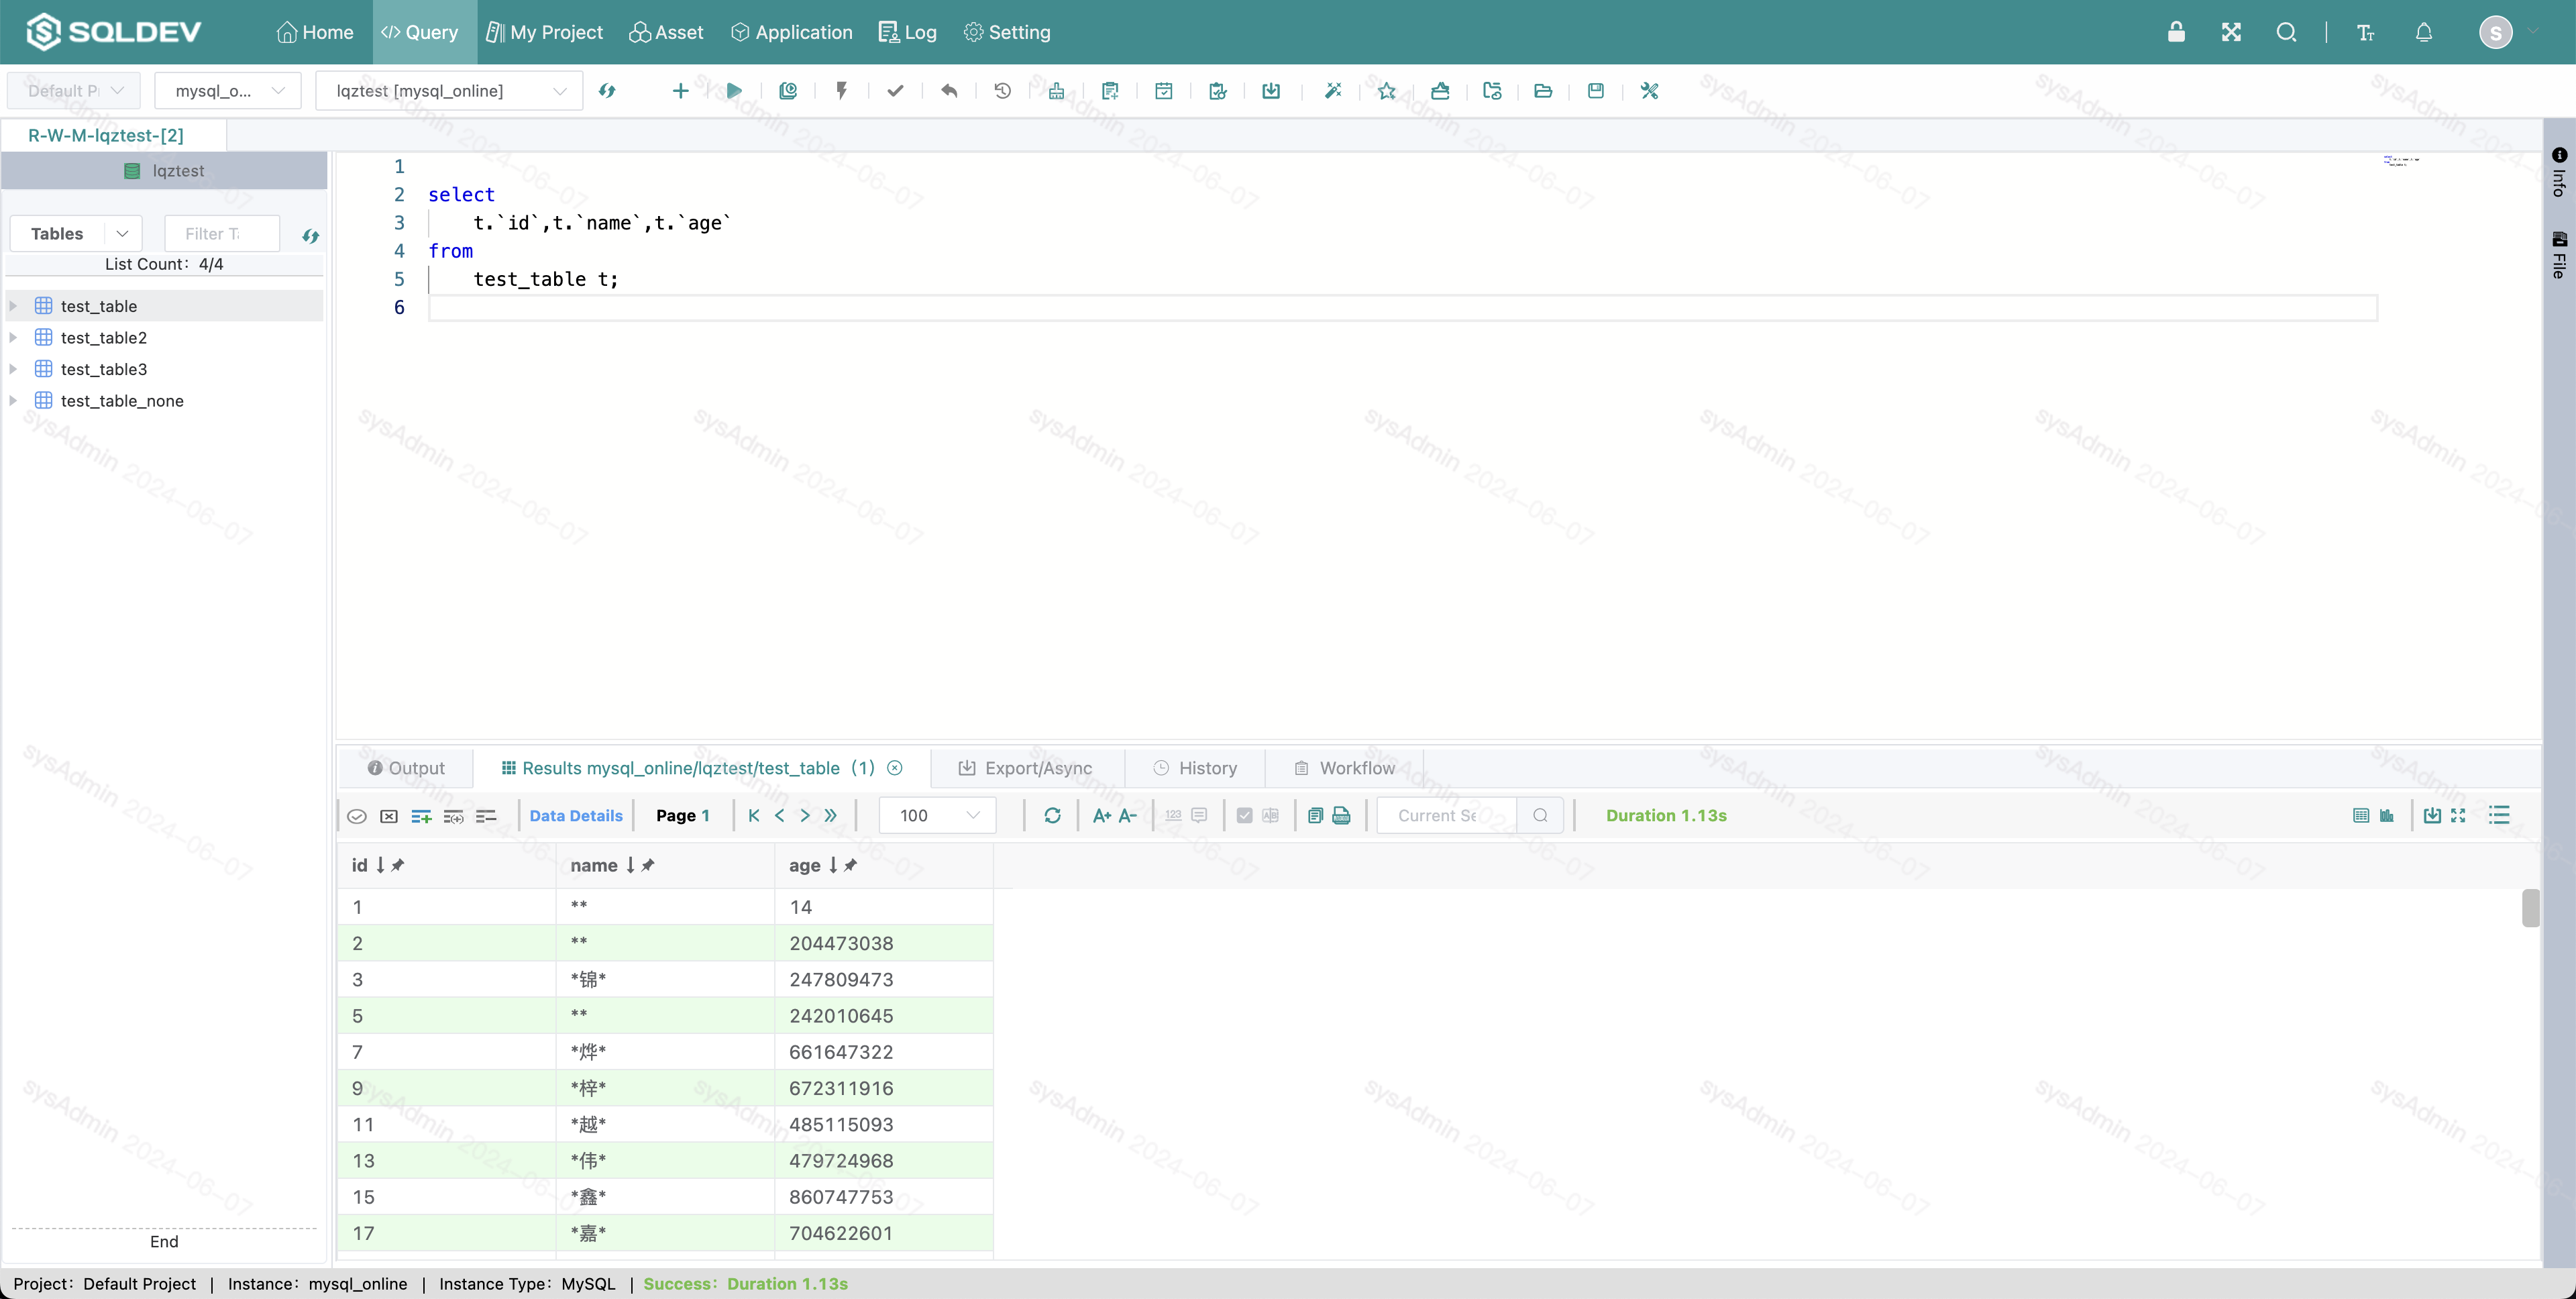 SQLDEV Home </> Query My Project Asset Application Log Setting S
Default P mysql_o... lqztest [mysql_online]
R-W-M-lqztest-[2]
lqztest
Tables Filter Ta
List Count: 4/4
test_table
test_table2
test_table3
test_table_none
End
1
2 select
3 t.`id`,t.`name`,t.`age`
4 from
5 test_table t;
6
Info
File
Output Results mysql_online/lqztest/test_table (1) Export/Async History Workflow
Data Details Page 1 100 A+ A- 123 Current Se Duration 1.13s
id name age
1 ** 14
2 ** 204473038
3 *锦* 247809473
5 ** 242010645
7 *烨* 661647322
9 *梓* 672311916
11 *越* 485115093
13 *伟* 479724968
15 *鑫* 860747753
17 *嘉* 704622601
Project: Default Project | Instance: mysql_online | Instance Type: MySQL | Success: Duration 1.13s
sysAdmin 2024-06-07